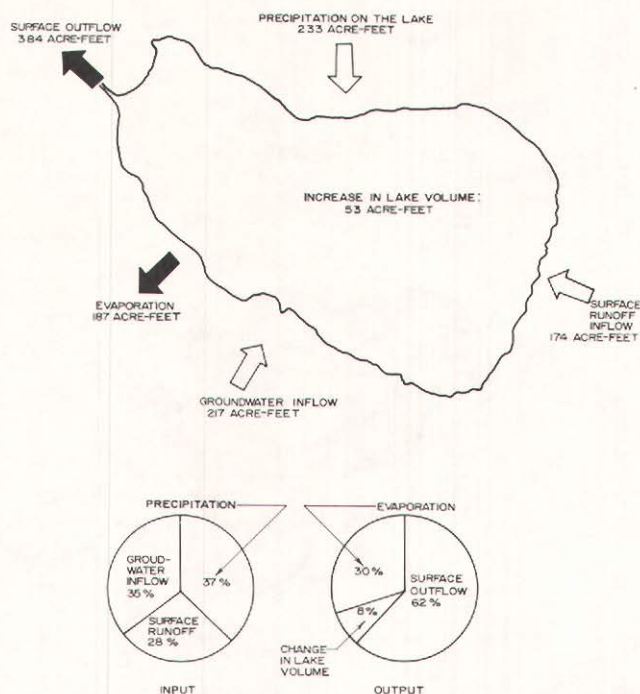 SURFACE OUTFLOW
384 ACRE-FEET
PRECIPITATION ON THE LAKE
233 ACRE-FEET
INCREASE IN LAKE VOLUME:
53 ACRE-FEET
EVAPORATION
187 ACRE-FEET
SURFACE
RUNOFF
INFLOW
174 ACRE-FEET
GROUNDWATER INFLOW
217 ACRE-FEET
PRECIPITATION
GROUD-
WATER
INFLOW
35 %
37 %
SURFACE
RUNOFF
28 %
INPUT
EVAPORATION
30 %
SURFACE
OUTFLOW
62 %
8%
CHANGE
IN LAKE
VOLUME
OUTPUT